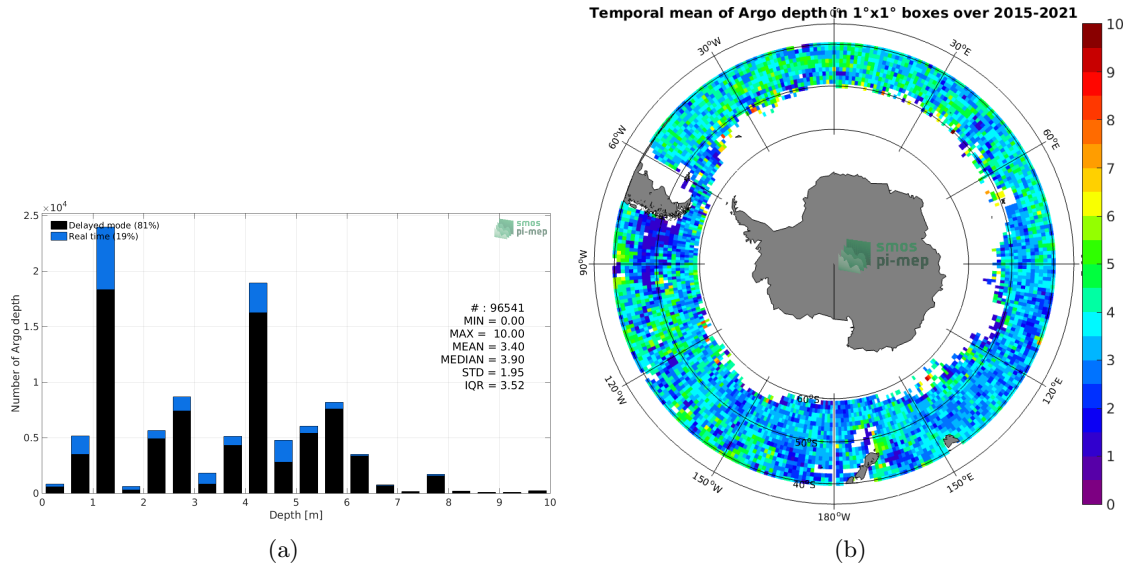 Temporal mean of Argo depth in 1°x1° boxes over 2015-2021
2.5
x10⁴
2
1.5
1
0.5
0
Number of Argo depth
Delayed mode (81%)
Real time (19%)
smos
pi-mep
# : 96541
MIN = 0.00
MAX = 10.00
MEAN = 3.40
MEDIAN = 3.90
STD = 1.95
IQR = 3.52
0 1 2 3 4 5 6 7 8 9 10
Depth [m]
(a)
30°W
30°E
60°W
60°E
90°W
120°W
120°E
150°W
150°E
180°W
60°S
50°S
40°S
smos
pi-mep
10
9
8
7
6
5
4
3
2
1
0
(b)